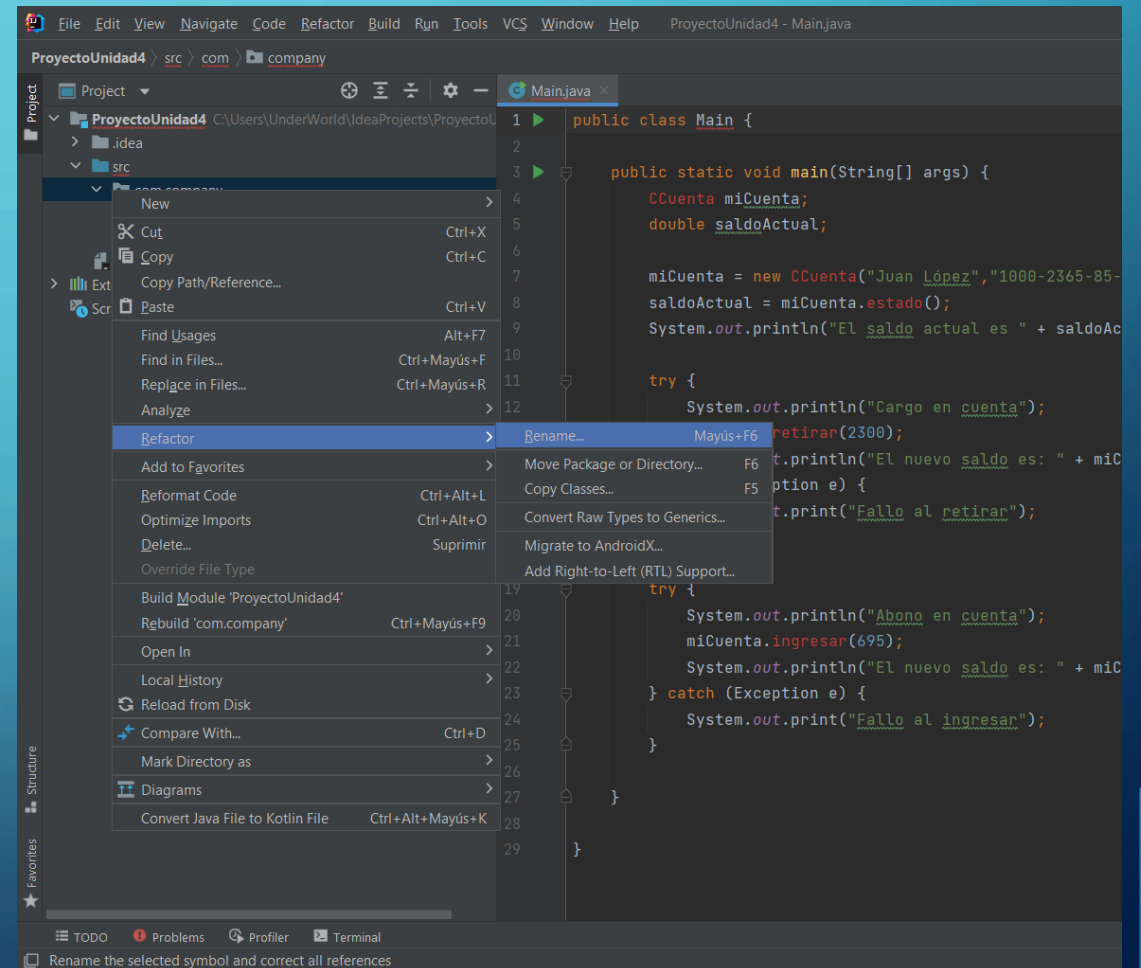 File Edit View Navigate Code Refactor Build Run Tools VCS Window Help ProyectoUnidad4 - Main.java
ProyectoUnidad4 src com company
Project
Project
Main.java
ProyectoUnidad4 C:\Users\UnderWorld\IdeaProjects\ProyectoU
.idea
src
com.company
New
Cut Ctrl+X
Copy Ctrl+C
Copy Path/Reference...
Ext
Scr
Paste Ctrl+V
Find Usages Alt+F7
Find in Files... Ctrl+Mayús+F
Replace in Files... Ctrl+Mayús+R
Analyze
Refactor
Add to Favorites
Reformat Code Ctrl+Alt+L
Optimize Imports Ctrl+Alt+O
Delete... Suprimir
Override File Type
Build Module 'ProyectoUnidad4'
Rebuild 'com.company' Ctrl+Mayús+F9
Open In
Local History
Reload from Disk
Compare With... Ctrl+D
Mark Directory as
Diagrams
Convert Java File to Kotlin File Ctrl+Alt+Mayús+K
Rename... Mayús+F6
Move Package or Directory... F6
Copy Classes... F5
Convert Raw Types to Generics...
Migrate to AndroidX...
Add Right-to-Left (RTL) Support...
1 public class Main {
2
3 public static void main(String[] args) {
4 CCuenta miCuenta;
5 double saldoActual;
6
7 miCuenta = new CCuenta("Juan López","1000-2365-85-
8 saldoActual = miCuenta.estado();
9 System.out.println("El saldo actual es " + saldoAc
10
11 try {
12 System.out.println("Cargo en cuenta");
retirar(2300);
t.println("El nuevo saldo es: " + miC
ption e) {
t.print("Fallo al retirar");
19 try {
20 System.out.println("Abono en cuenta");
21 miCuenta.ingresar(695);
22 System.out.println("El nuevo saldo es: " + miC
23 } catch (Exception e) {
24 System.out.print("Fallo al ingresar");
25 }
26
27 }
28
29 }
Structure
Favorites
TODO Problems Profiler Terminal
Rename the selected symbol and correct all references